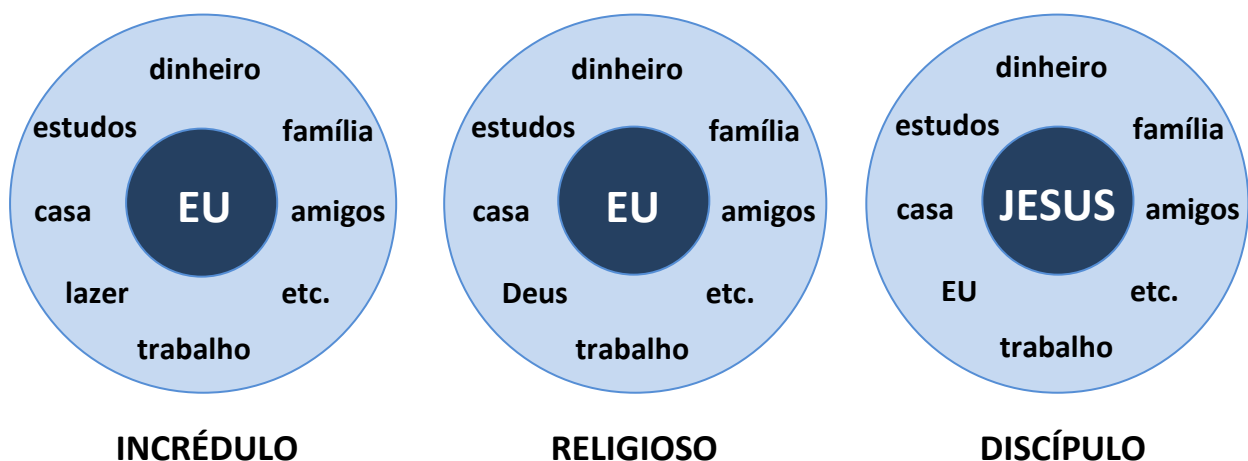 dinheiro
estudos
família
EU
casa
amigos
lazer
etc.
trabalho
INCRÉDULO
dinheiro
estudos
família
EU
casa
amigos
Deus
etc.
trabalho
RELIGIOSO
dinheiro
estudos
família
JESUS
casa
amigos
EU
etc.
trabalho
DISCÍPULO